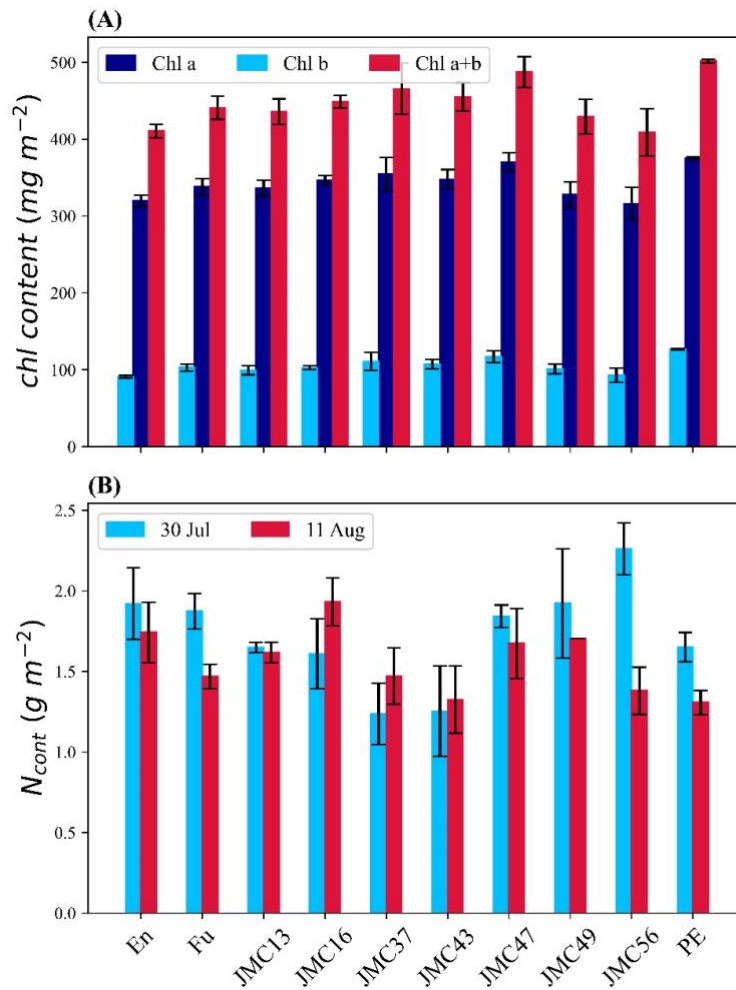 (A)
Chl a Chl b Chl a+b
chl content (mg m⁻²)
500
400
300
200
100
0
(B)
30 Jul 11 Aug
N_cont (g m⁻²)
2.5
2.0
1.5
1.0
0.5
0.0
En Fu JMC13 JMC16 JMC37 JMC43 JMC47 JMC49 JMC56 PE